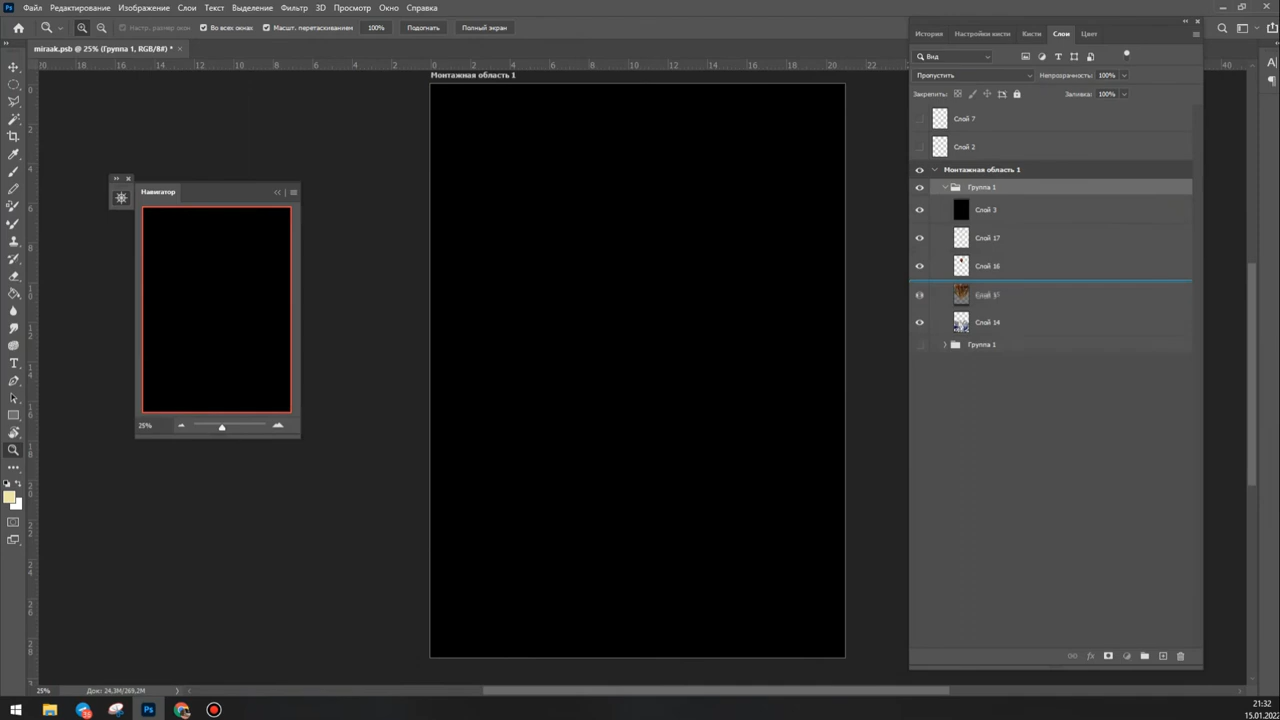 Файл Редактирование Изображение Слои Текст Выделение Фильтр 3D Просмотр Окно Справка
Настр. размер окон Во всех окнах Масшт. перетаскиванием 100% Подогнать Полный экран
miraak.psb @ 25% (Группа 1, RGB/8#) *
Монтажная область 1
Навигатор
25%
История Настройки кисти Кисти Слои Цвет
Вид
Пропустить Непрозрачность: 100%
Закрепить: Заливка: 100%
Слой 7
Слой 2
Монтажная область 1
Группа 1
Слой 3
Слой 17
Слой 16
Слой 15
Слой 14
Группа 1
25% Док: 24,3M/269,2M
21:32
15.01.2022